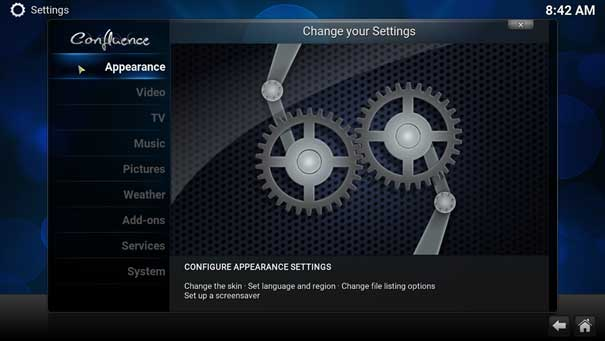 Settings
8:42 AM
Confluence
Change your Settings
Appearance
Video
TV
Music
Pictures
Weather
Add-ons
Services
System
CONFIGURE APPEARANCE SETTINGS
Change the skin · Set language and region · Change file listing options
Set up a screensaver